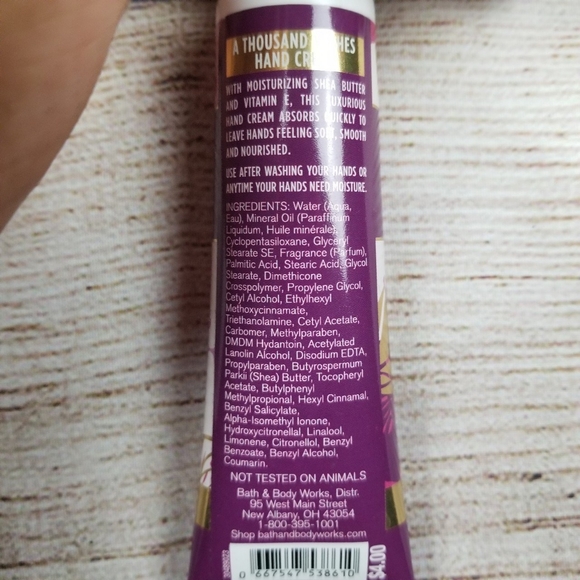 A THOUSAND WISHES
HAND CREAM
WITH MOISTURIZING SHEA BUTTER
AND VITAMIN E, THIS LUXURIOUS
HAND CREAM ABSORBS QUICKLY TO
LEAVE HANDS FEELING SOFT, SMOOTH
AND NOURISHED.
USE AFTER WASHING YOUR HANDS OR
ANYTIME YOUR HANDS NEED MOISTURE.
INGREDIENTS: Water (Aqua,
Eau), Mineral Oil (Paraffinum
Liquidum, Huile minérale),
Cyclopentasiloxane, Glyceryl
Stearate SE, Fragrance (Parfum),
Palmitic Acid, Stearic Acid, Glycol
Stearate, Dimethicone
Crosspolymer, Propylene Glycol,
Cetyl Alcohol, Ethylhexyl
Methoxycinnamate,
Triethanolamine, Cetyl Acetate,
Carbomer, Methylparaben,
DMDM Hydantoin, Acetylated
Lanolin Alcohol, Disodium EDTA,
Propylparaben, Butyrospermum
Parkii (Shea) Butter, Tocopheryl
Acetate, Butylphenyl
Methylpropional, Hexyl Cinnamal,
Benzyl Salicylate,
Alpha-Isomethyl Ionone,
Hydroxycitronellal, Linalool,
Limonene, Citronellol, Benzyl
Benzoate, Benzyl Alcohol,
Coumarin.
NOT TESTED ON ANIMALS
Bath & Body Works, Distr.
95 West Main Street
New Albany, OH 43054
1-800-395-1001
Shop bathandbodyworks.com
0 667547 538610
$4.00